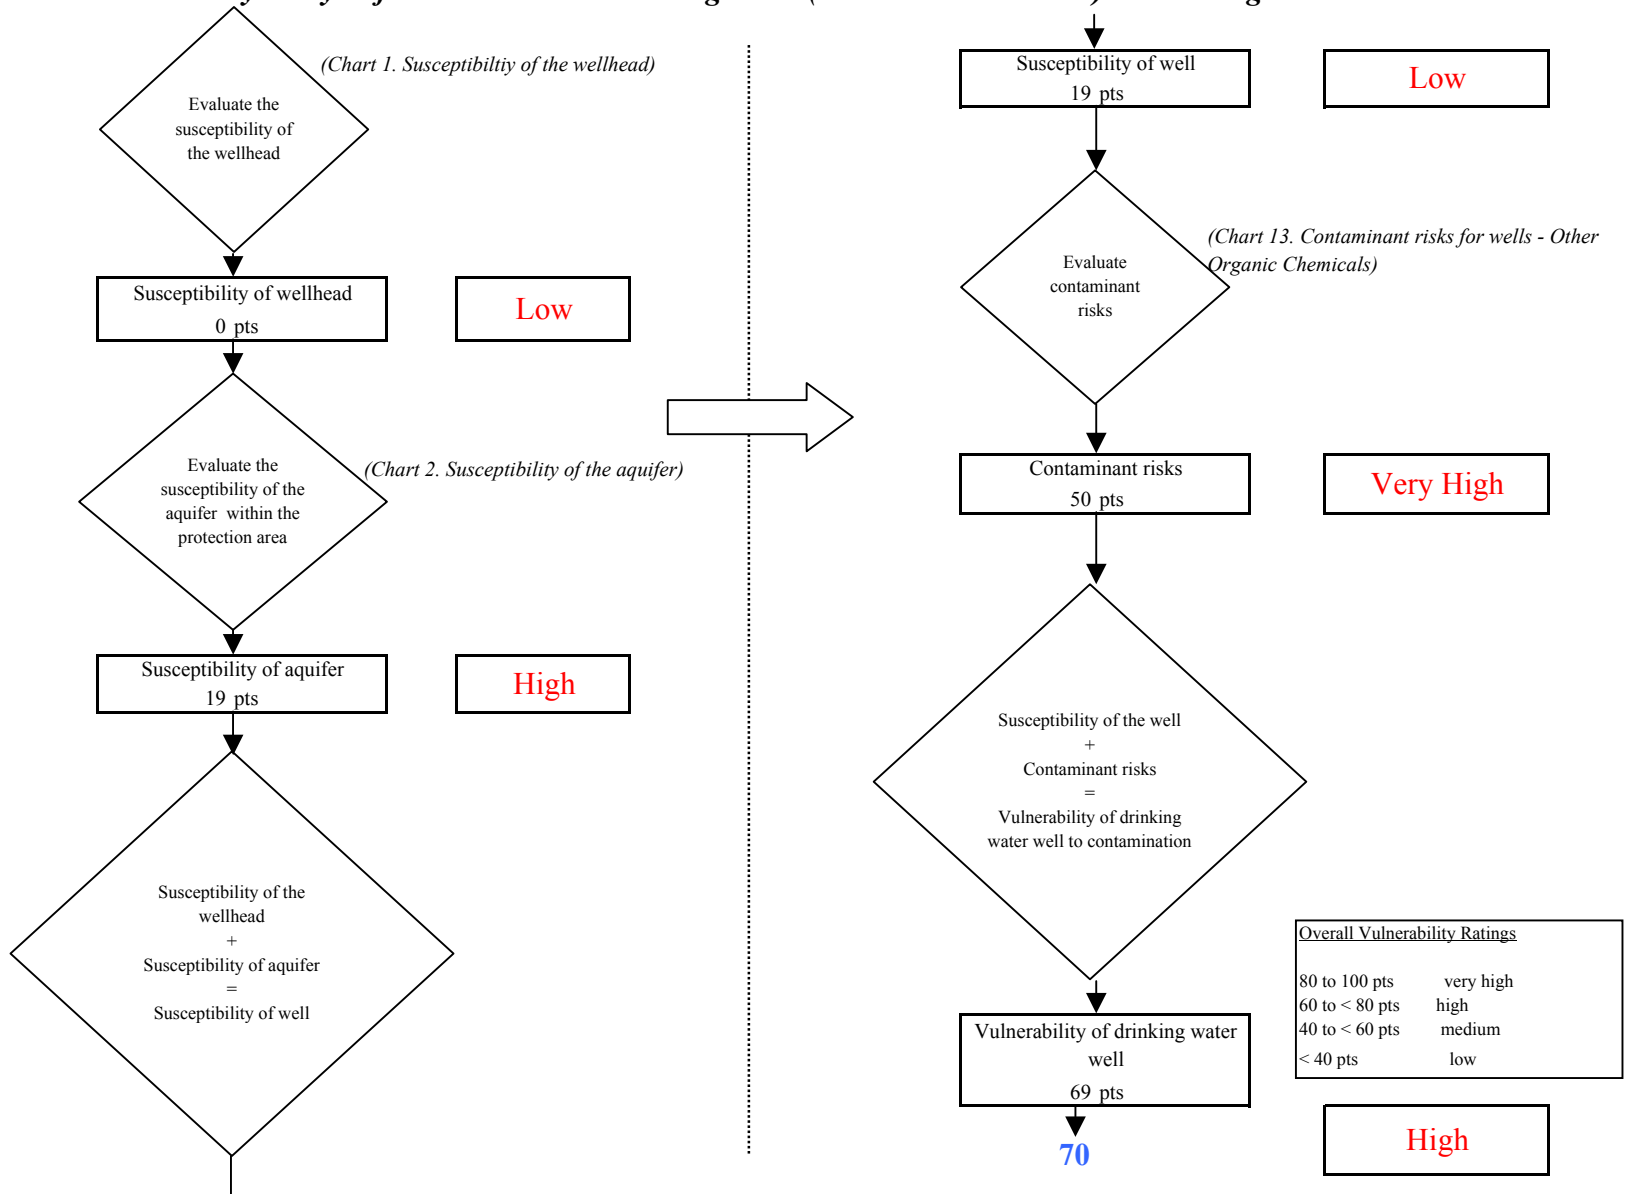 (Chart 1. Susceptibiltiy of the wellhead)
Evaluate the
susceptibility of
the wellhead
Susceptibility of wellhead
0 pts
Low
Evaluate the
susceptibility of the
aquifer within the
protection area
(Chart 2. Susceptibility of the aquifer)
Susceptibility of aquifer
19 pts
High
Susceptibility of the
wellhead
+
Susceptibility of aquifer
=
Susceptibility of well
Susceptibility of well
19 pts
Low
(Chart 13. Contaminant risks for wells - Other
Organic Chemicals)
Evaluate
contaminant
risks
Contaminant risks
50 pts
Very High
Susceptibility of the well
+
Contaminant risks
=
Vulnerability of drinking
water well to contamination
Overall Vulnerability Ratings
80 to 100 pts very high
60 to < 80 pts high
40 to < 60 pts medium
< 40 pts low
Vulnerability of drinking water
well
69 pts
70
High